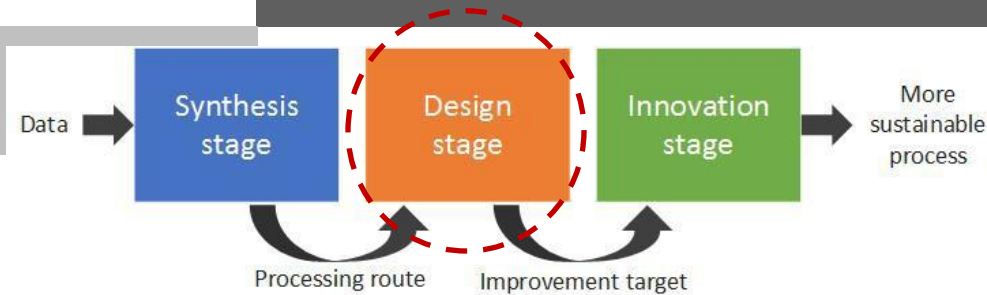 Data
Synthesis
stage
Design
stage
Innovation
stage
More
sustainable
process
Processing route
Improvement target